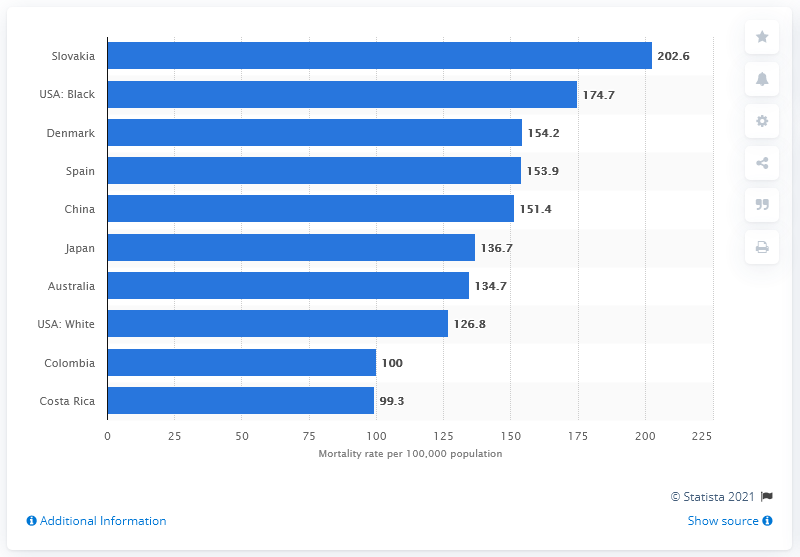 Slovakia 202.6
USA: Black 174.7
Denmark 154.2
Spain 153.9
China 151.4
Japan 136.7
Australia 134.7
USA: White 126.8
Colombia 100
Costa Rica 99.3
0 25 50 75 100 125 150 175 200 225
Mortality rate per 100,000 population
© Statista 2021
Additional Information Show source